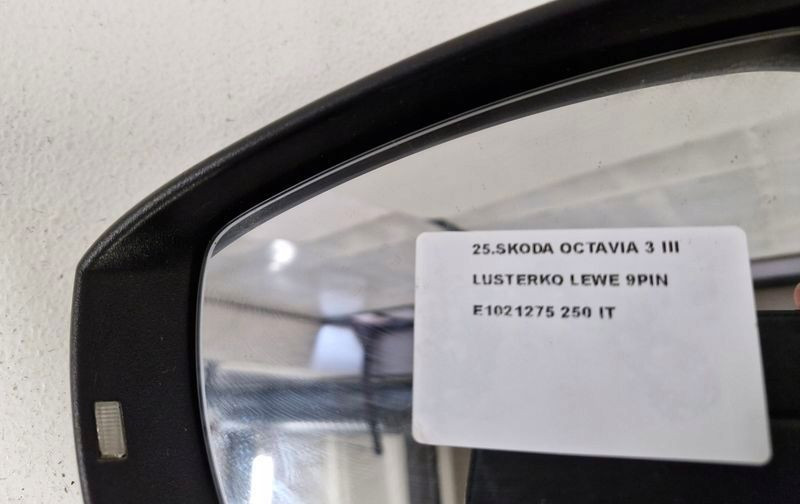 25.SKODA OCTAVIA 3 III
LUSTERKO LEWE 9PIN
E1021275 250 IT